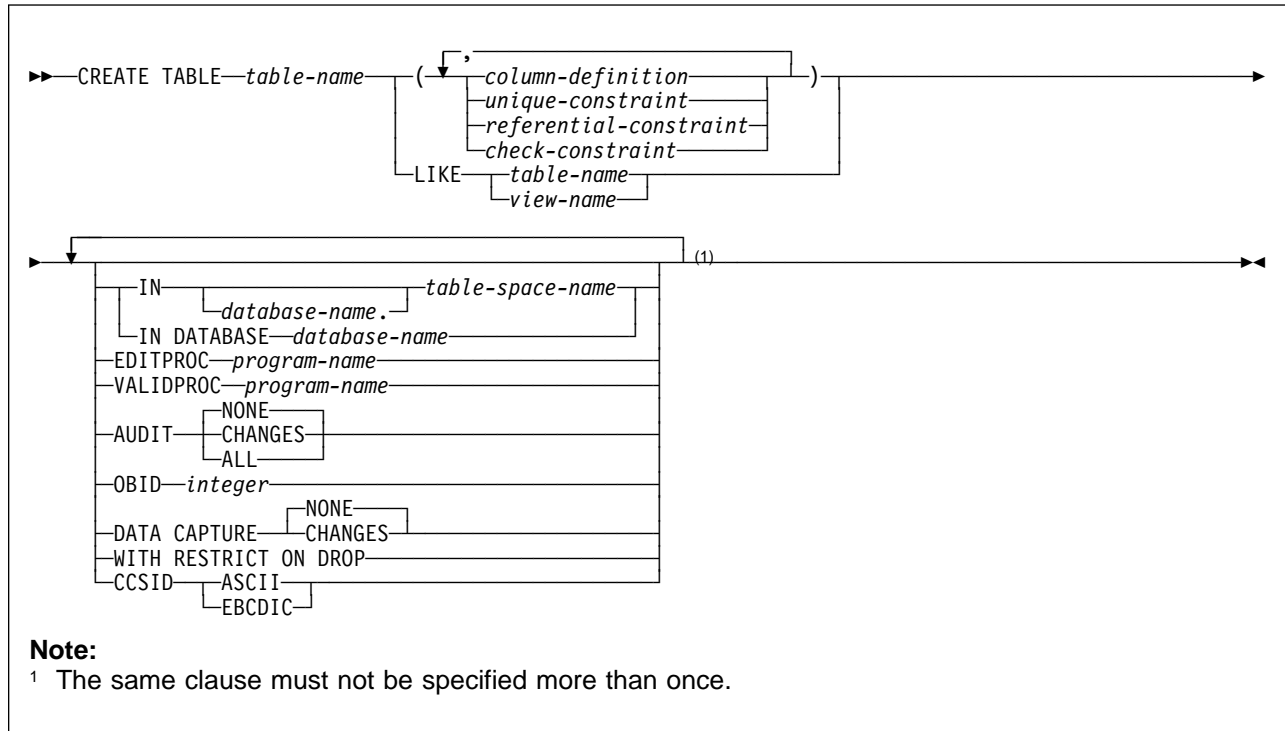 ,
CREATE TABLE table-name ( column-definition )
unique-constraint
referential-constraint
check-constraint
LIKE table-name
view-name
(1)
IN table-space-name
database-name.
IN DATABASE database-name
EDITPROC program-name
VALIDPROC program-name
NONE
AUDIT CHANGES
ALL
OBID integer
NONE
DATA CAPTURE CHANGES
WITH RESTRICT ON DROP
CCSID ASCII
EBCDIC
Note:
1 The same clause must not be specified more than once.